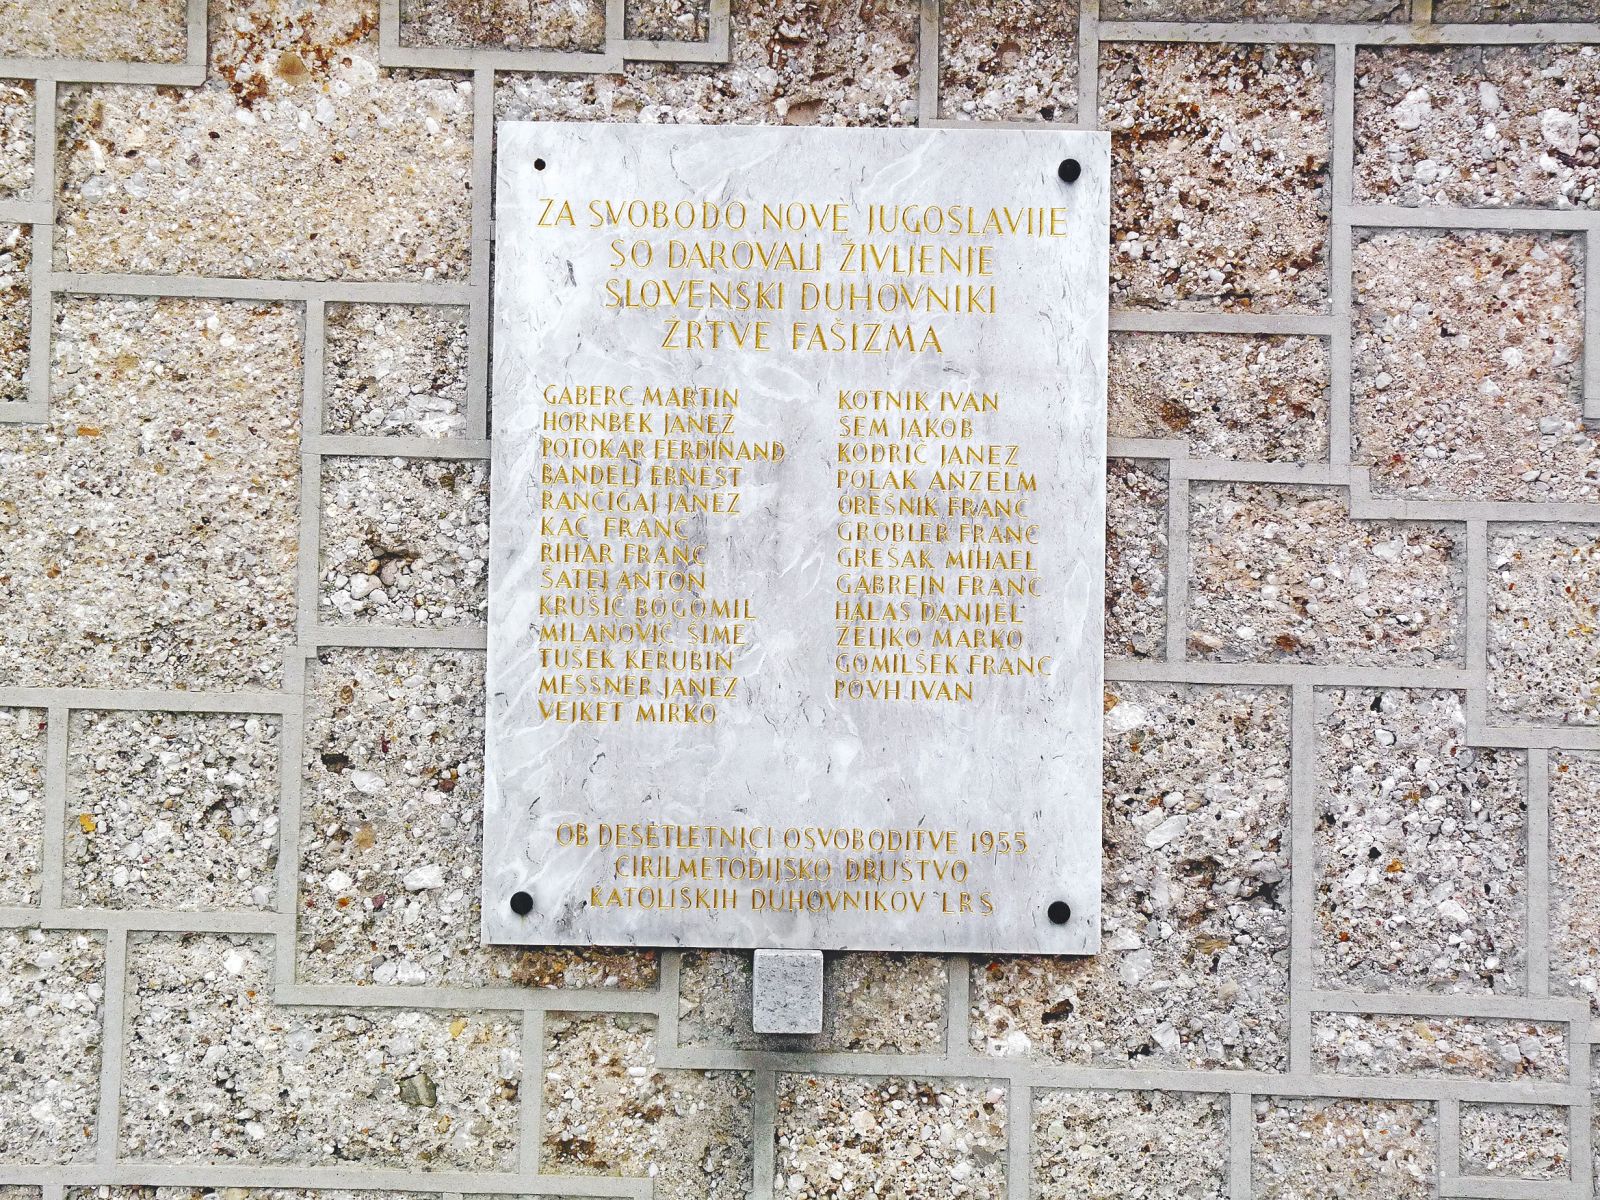 ZA SVOBODO NOVE JUGOSLAVIJE
SO DAROVALI ŽIVLJENJE
SLOVENSKI DUHOVNIKI
ŽRTVE FAŠIZMA
GABERC MARTIN
HORNBEK JANEZ
POTOKAR FERDINAND
BANDELJ ERNEST
RANČIGAJ JANEZ
KAČ FRANC
RIHAR FRANC
ŠATEJ ANTON
KRUŠIČ BOGOMIL
MILANOVIČ ŠIME
TUŠEK KERUBIN
MESSNER JANEZ
VEJKET MIRKO
KOTNIK IVAN
SEM JAKOB
KODRIČ JANEZ
POLAK ANZELM
OREŠNIK FRANC
GROBLER FRANC
GREŠAK MIHAEL
GABREJN FRANC
HALAS DANIJEL
ŽELJKO MARKO
GOMILŠEK FRANC
POVH IVAN
OB DESETLETNICI OSVOBODITVE 1955
CIRILMETODIJSKO DRUŠTVO
KATOLIŠKIH DUHOVNIKOV LRS